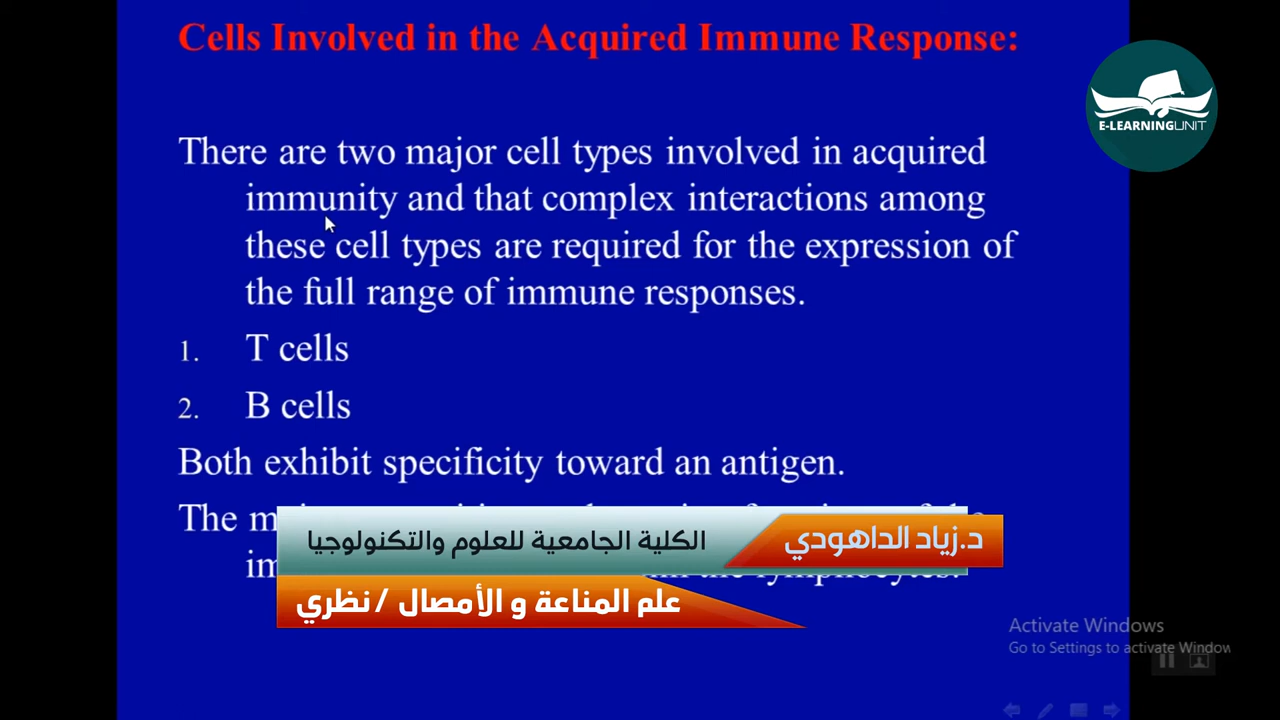 Cells Involved in the Acquired Immune Response:
E-LEARNINGUNIT
There are two major cell types involved in acquired
immunity and that complex interactions among
these cell types are required for the expression of
the full range of immune responses.
1. T cells
2. B cells
Both exhibit specificity toward an antigen.
The
the lymphocytes.
د.زياد الداهودي
الكلية الجامعية للعلوم والتكنولوجيا
علم المناعة و الأمصال / نظري
Activate Windows
Go to Settings to activate Window